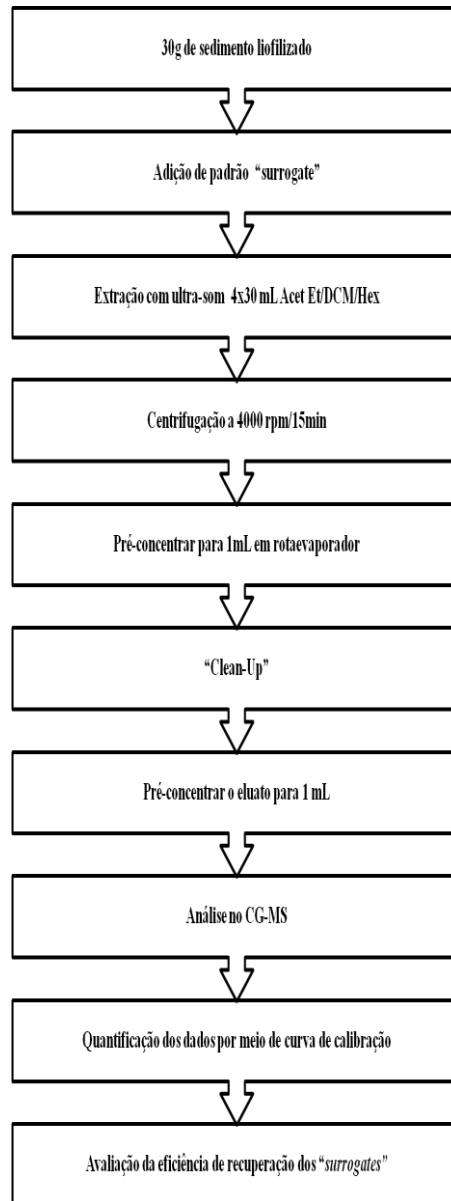 30g de sedimento liofilizado
Adição de padrão “surrogate”
Extração com ultra-som 4x30 mL Acet Et/DCM/Hex
Centrifugação a 4000 rpm/15min
Pré-concentrar para 1mL em rotaevaporador
“Clean-Up”
Pré-concentrar o eluato para 1 mL
Análise no CG-MS
Quantificação dos dados por meio de curva de calibração
Avaliação da eficiência de recuperação dos “surrogates”